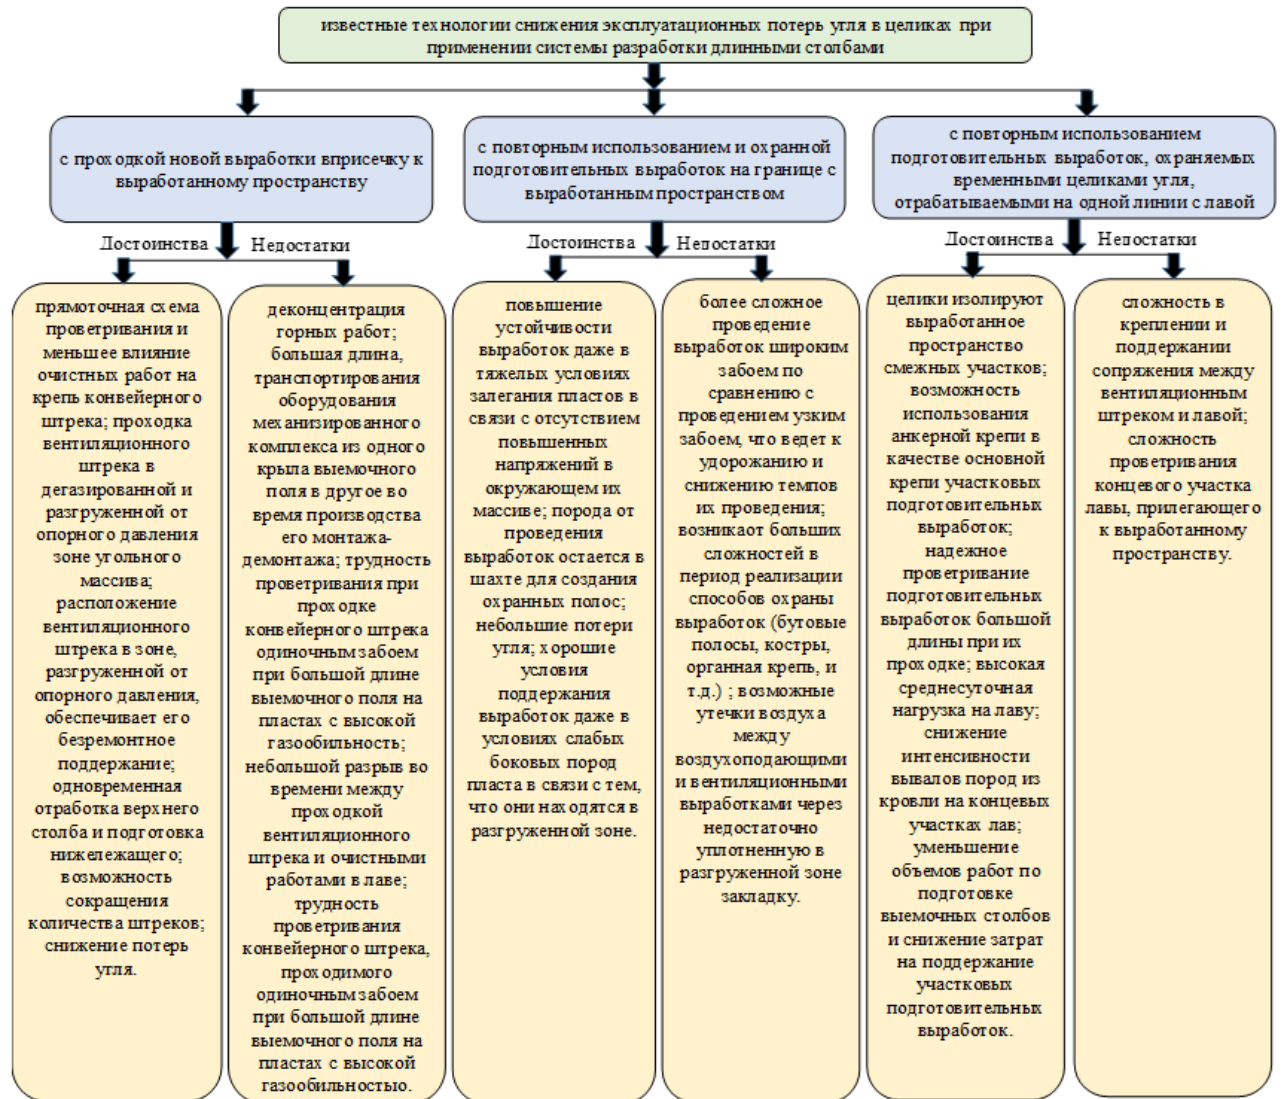 известные технологии снижения эксплуатационных потерь угля в целиках при
применении системы разработки длинными столбами
с проходкой новой выработки вприсечку к
выработанному пространству
с повторным использованием и охранной
подготовительных выработок на границе с
выработанным пространством
с повторным использованием
подготовительных выработок, охраняемых
временными целиками угля,
отрабатываемыми на одной линии с лавой
Достоинства
Недостатки
Достоинства
Недостатки
Достоинства
Недостатки
прямоточная схема
проветривания и
меньшее влияние
очистных работ на
крепь конвейерного
штрека; проходка
вентиляционного
штрека в
дегазированной и
разгруженной от
опорного давления
зоне угольного
массива;
расположение
вентиляционного
штрека в зоне,
разгруженной от
опорного давления,
обеспечивает его
безремонтное
поддержание;
одновременная
отработка верхнего
столба и подготовка
нижележащего;
возможность
сокращения
количества штреков;
снижение потерь
угля.
деконцентрация
горных работ;
большая длина,
транспортирования
оборудования
механизированного
комплекса из одного
крыла выемочного
поля в другое во
время производства
его монтажа-
демонтажа; трудность
проветривания при
проходке
конвейерного штрека
одиночным забоем
при большой длине
выемочного поля на
пластах с высокой
газообильность;
небольшой разрыв во
времени между
проходкой
вентиляционного
штрека и очистными
работами в лаве;
трудность
проветривания
конвейерного штрека,
проходимого
одиночным забоем
при большой длине
выемочного поля на
пластах с высокой
газообильностью.
повышение
устойчивости
выработок даже в
тяжелых условиях
залегания пластов в
связи с отсутствием
повышенных
напряжений в
окружающем их
массиве; порода от
проведения
выработок остается в
шахте для создания
охранных полос;
небольшие потери
угля; хорошие
условия
поддержания
выработок даже в
условиях слабых
боковых пород
пласта в связи с тем,
что они находятся в
разгруженной зоне.
более сложное
проведение
выработок широким
забоем по
сравнению с
проведением узким
забоем, что ведет к
удорожанию и
снижению темпов
их проведения;
возникают больших
сложностей в
период реализации
способов охраны
выработок (бутовые
полосы, костры,
органная крепь, и
т.д.) ; возможные
утечки воздуха
между
воздухоподающими
и вентиляционными
выработками через
недостаточно
уплотненную в
разгруженной зоне
закладку.
целики изолируют
выработанное
пространство
смежных участков;
возможность
использования
анкерной крепи в
качестве основной
крепи участковых
подготовительных
выработок;
надежное
проветривание
подготовительных
выработок большой
длины при их
проходке; высокая
среднесуточная
нагрузка на лаву;
снижение
интенсивности
вывалов пород из
кровли на концевых
участках лав;
уменьшение
объемов работ по
подготовке
выемочных столбов
и снижение затрат
на поддержание
участковых
подготовительных
выработок.
сложность в
креплении и
поддержании
сопряжения между
вентиляционным
штреком и лавой;
сложность
проветривания
концевого участка
лавы, прилегающего
к выработанному
пространству.